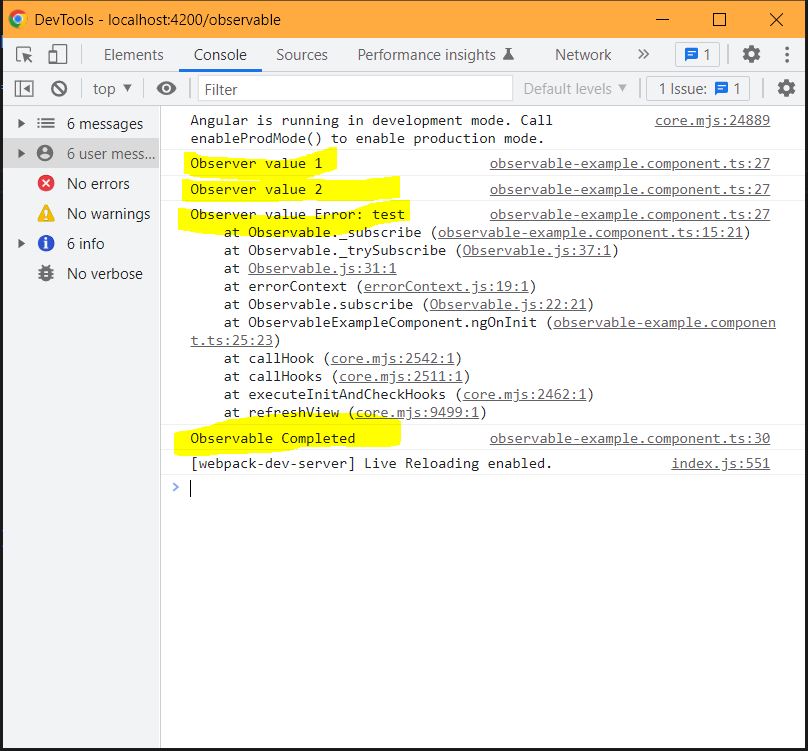 DevTools - localhost:4200/observable
Elements Console Sources Performance insights Network 1
top Filter Default levels 1 Issue: 1
6 messages
6 user mess...
No errors
No warnings
6 info
No verbose
Angular is running in development mode. Call core.mjs:24889
enableProdMode() to enable production mode.
Observer value 1 observable-example.component.ts:27
Observer value 2 observable-example.component.ts:27
Observer value Error: test observable-example.component.ts:27
at Observable._subscribe (observable-example.component.ts:15:21)
at Observable._trySubscribe (Observable.js:37:1)
at Observable.js:31:1
at errorContext (errorContext.js:19:1)
at Observable.subscribe (Observable.js:22:21)
at ObservableExampleComponent.ngOnInit (observable-example.componen
t.ts:25:23)
at callHook (core.mjs:2542:1)
at callHooks (core.mjs:2511:1)
at executeInitAndCheckHooks (core.mjs:2462:1)
at refreshView (core.mjs:9499:1)
Observable Completed observable-example.component.ts:30
[webpack-dev-server] Live Reloading enabled. index.js:551